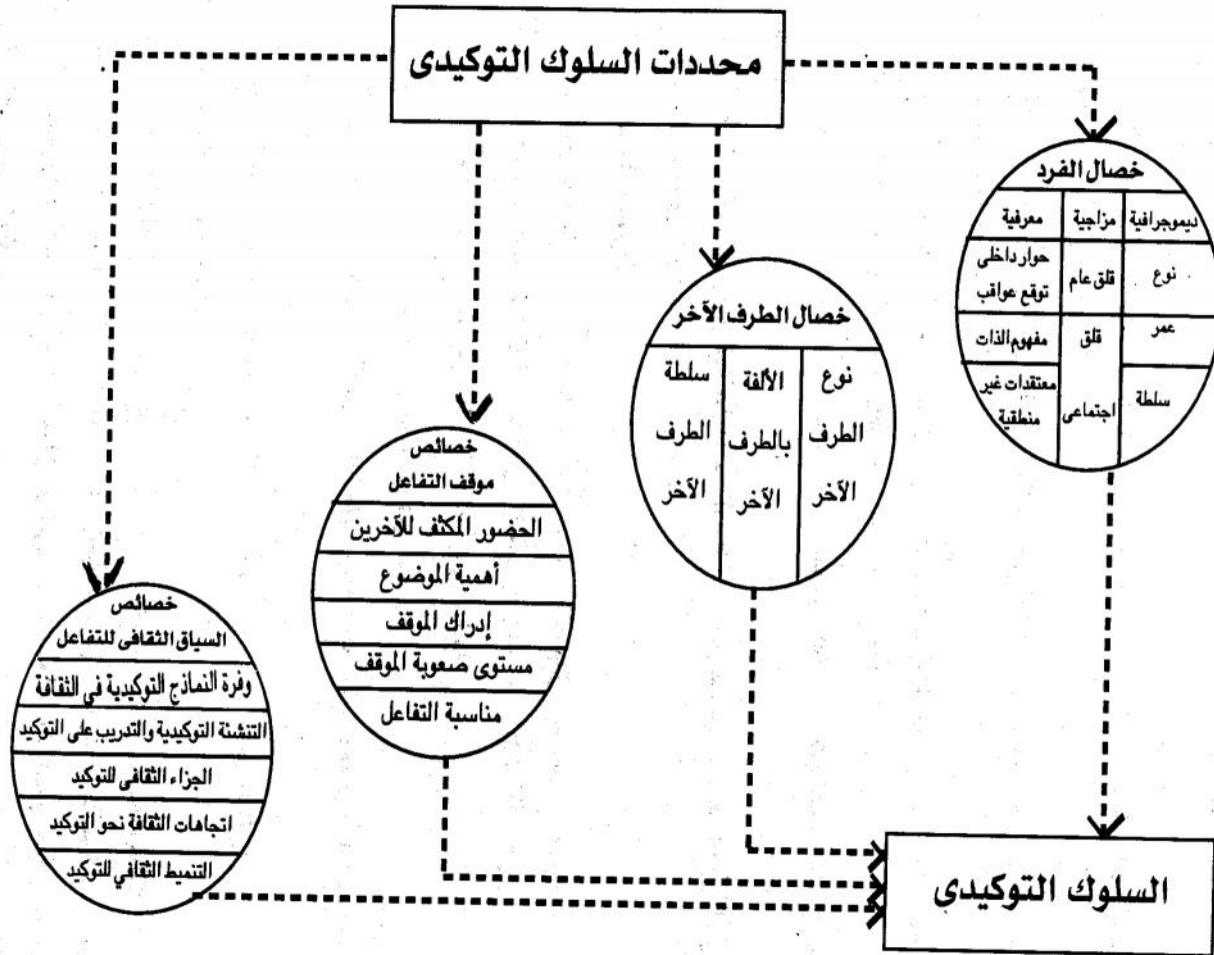 محددات السلوك التوكيدى
خصال الفرد
ديموجرافية مزاجية معرفية
نوع
عمر
سلطة
قلق عام
قلق
اجتماعى
حوار داخلى
توقع عواقب
مفهوم الذات
معتقدات غير
منطقية
خصال الطرف الآخر
نوع
الطرف
الآخر
الألفة
بالطرف
الآخر
سلطة
الطرف
الآخر
خصائص
موقف التفاعل
الحضور المكثف للآخرين
أهمية الموضوع
إدراك الموقف
مستوى صعوبة الموقف
مناسبة التفاعل
خصائص
السياق الثقافى للتفاعل
وفرة النماذج التوكيدية فى الثقافة
التنشئة التوكيدية والتدريب على التوكيد
الجزاء الثقافى للتوكيد
اتجاهات الثقافة نحو التوكيد
التنميط الثقافي للتوكيد
السلوك التوكيدى